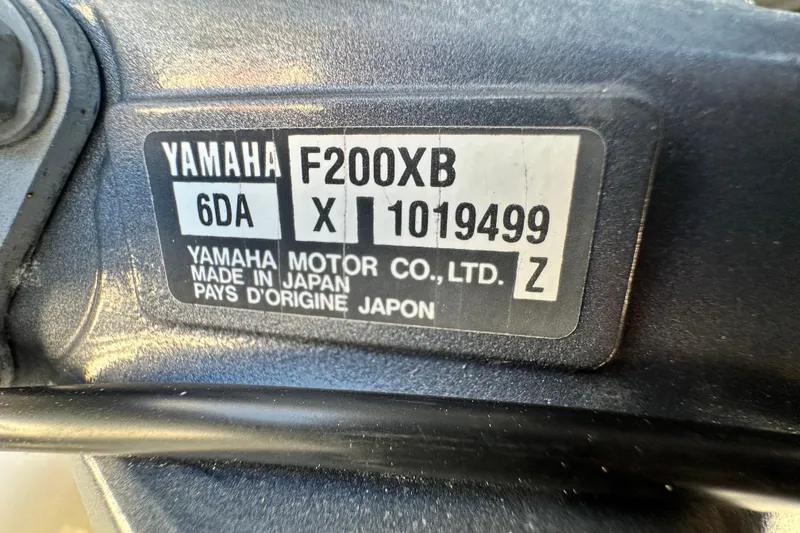 YAMAHA F200XB
6DA X 1019499
YAMAHA MOTOR CO., LTD. Z
MADE IN JAPAN
PAYS D'ORIGINE JAPON